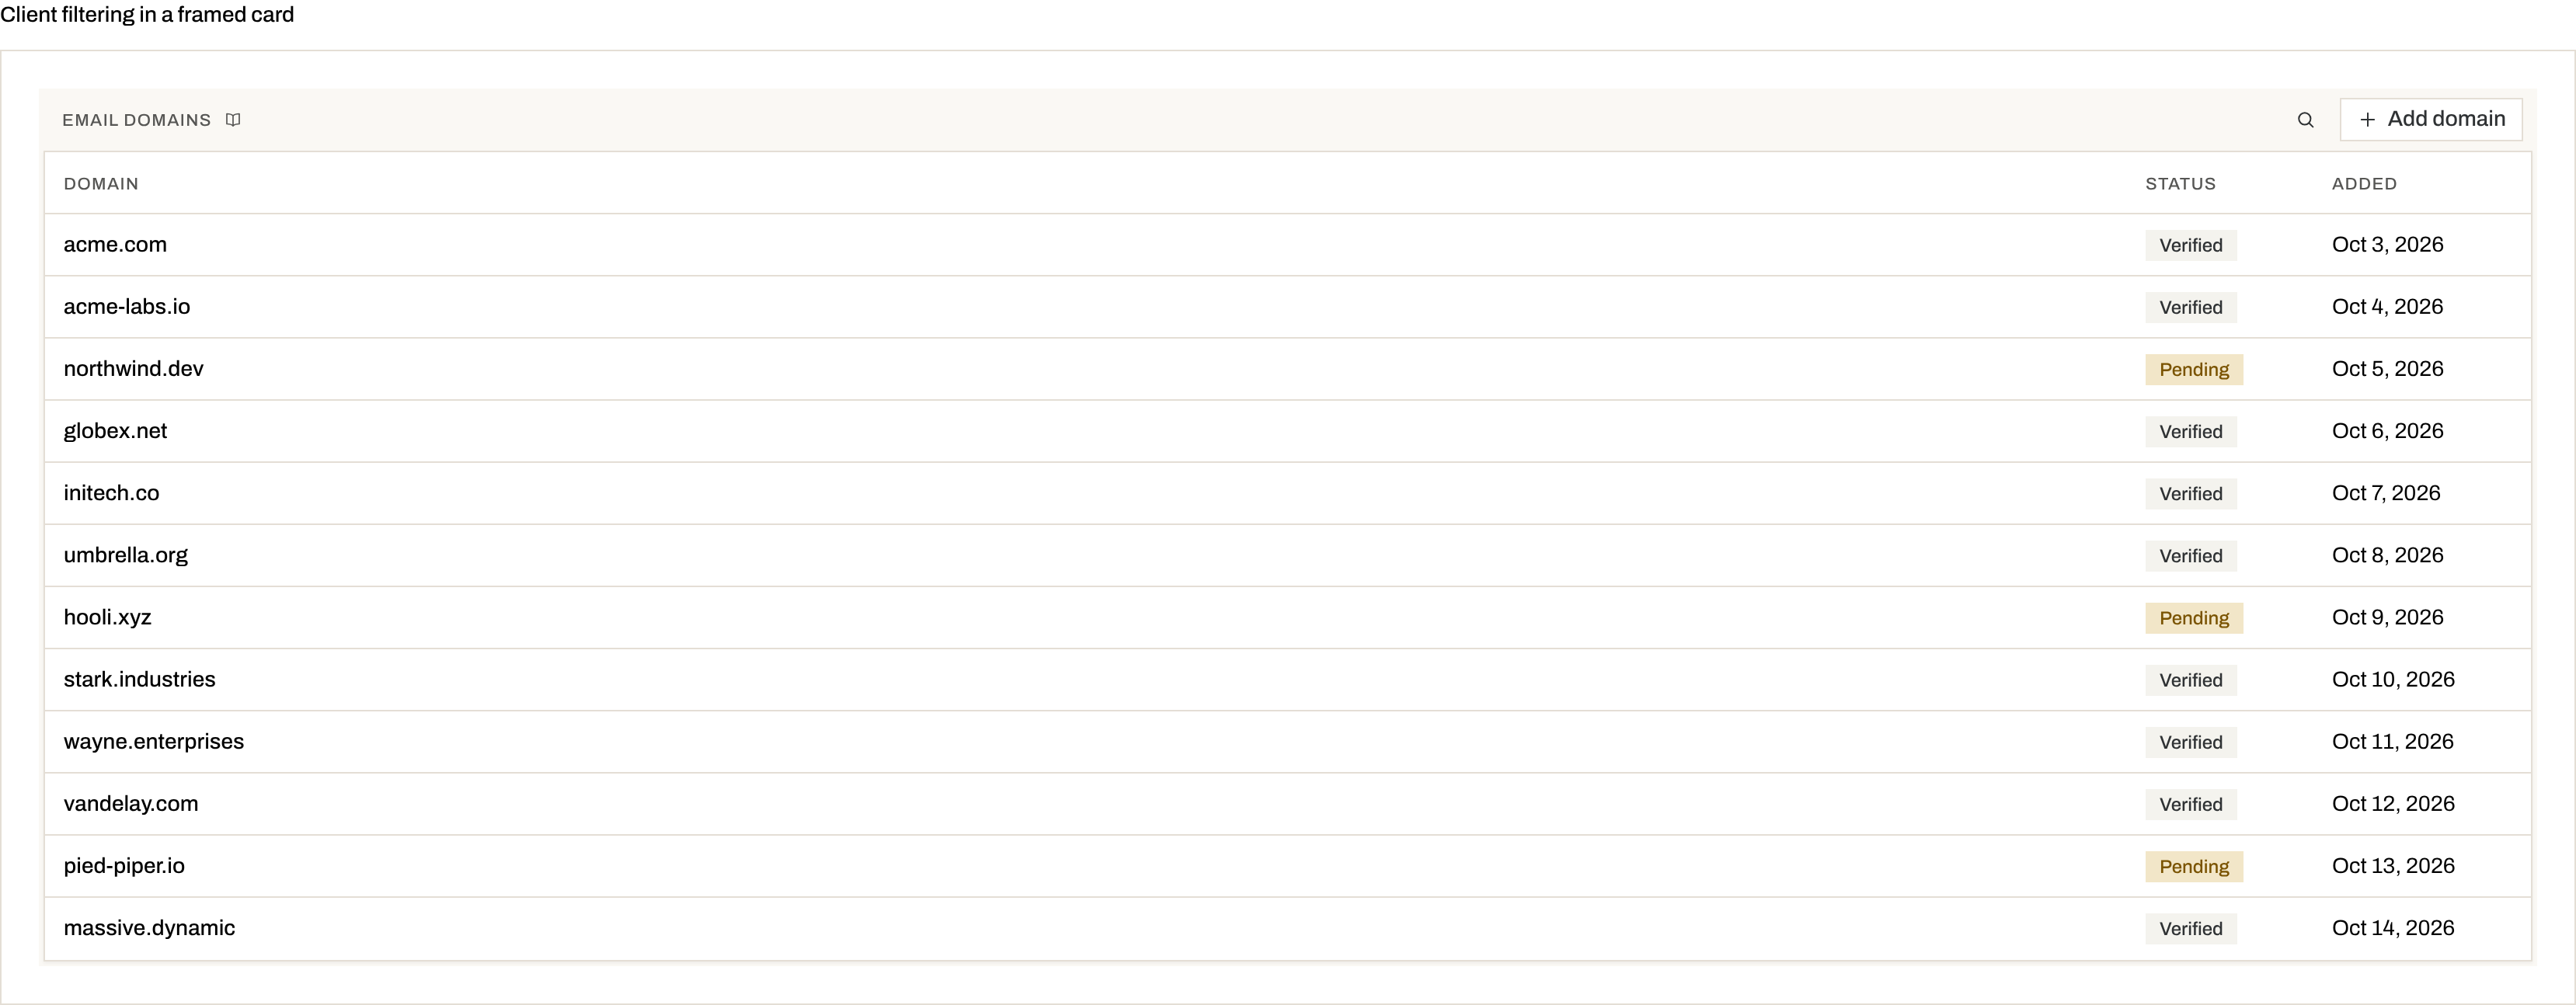 Client filtering in a framed card
EMAIL DOMAINS
Add domain
DOMAIN STATUS ADDED
acme.com Verified Oct 3, 2026
acme-labs.io Verified Oct 4, 2026
northwind.dev Pending Oct 5, 2026
globex.net Verified Oct 6, 2026
initech.co Verified Oct 7, 2026
umbrella.org Verified Oct 8, 2026
hooli.xyz Pending Oct 9, 2026
stark.industries Verified Oct 10, 2026
wayne.enterprises Verified Oct 11, 2026
vandelay.com Verified Oct 12, 2026
pied-piper.io Pending Oct 13, 2026
massive.dynamic Verified Oct 14, 2026